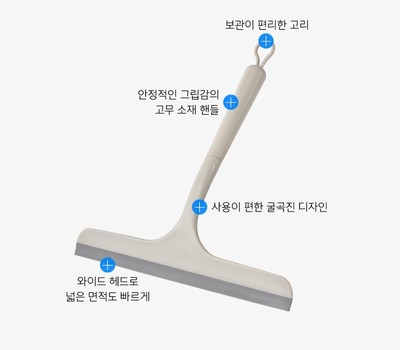 보관이 편리한 고리
안정적인 그립감의
고무 소재 핸들
사용이 편한 굴곡진 디자인
와이드 헤드로
넓은 면적도 빠르게